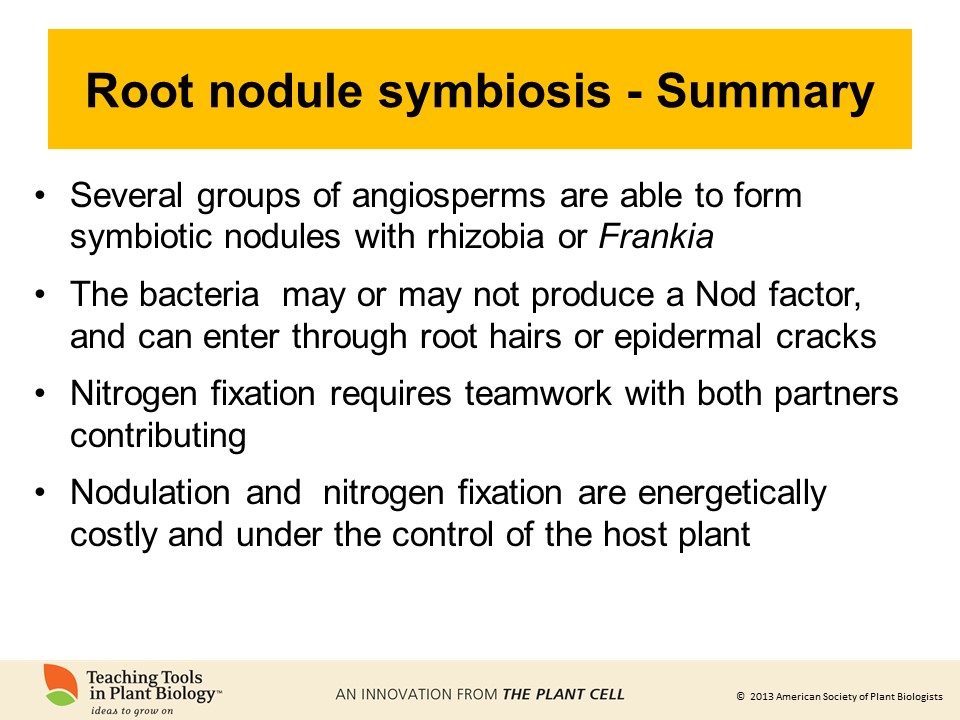 Root nodule symbiosis - Summary
• Several groups of angiosperms are able to form
symbiotic nodules with rhizobia or Frankia
• The bacteria  may or may not produce a Nod factor,
and can enter through root hairs or epidermal cracks
• Nitrogen fixation requires teamwork with both partners
contributing
• Nodulation and  nitrogen fixation are energetically
costly and under the control of the host plant
Teaching Tools
in Plant Biology™
ideas to grow on
AN INNOVATION FROM THE PLANT CELL
© 2013 American Society of Plant Biologists